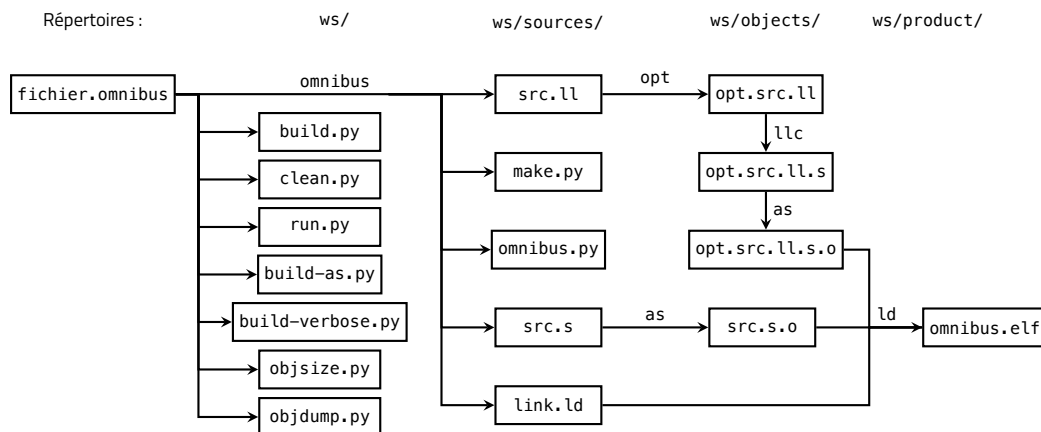 Répertoires : ws/ ws/sources/ ws/objects/ ws/product/
omnibus opt
fichier.omnibus src.ll opt.src.ll
build.py llc
clean.py make.py opt.src.ll.s
as
run.py omnibus.py opt.src.ll.s.o
build-as.py
build-verbose.py src.s as src.s.o ld omnibus.elf
objsize.py
objdump.py link.ld